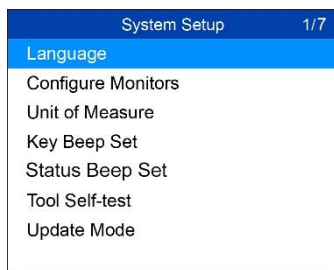 System Setup 1/7
Language
Configure Monitors
Unit of Measure
Key Beep Set
Status Beep Set
Tool Self-test
Update Mode